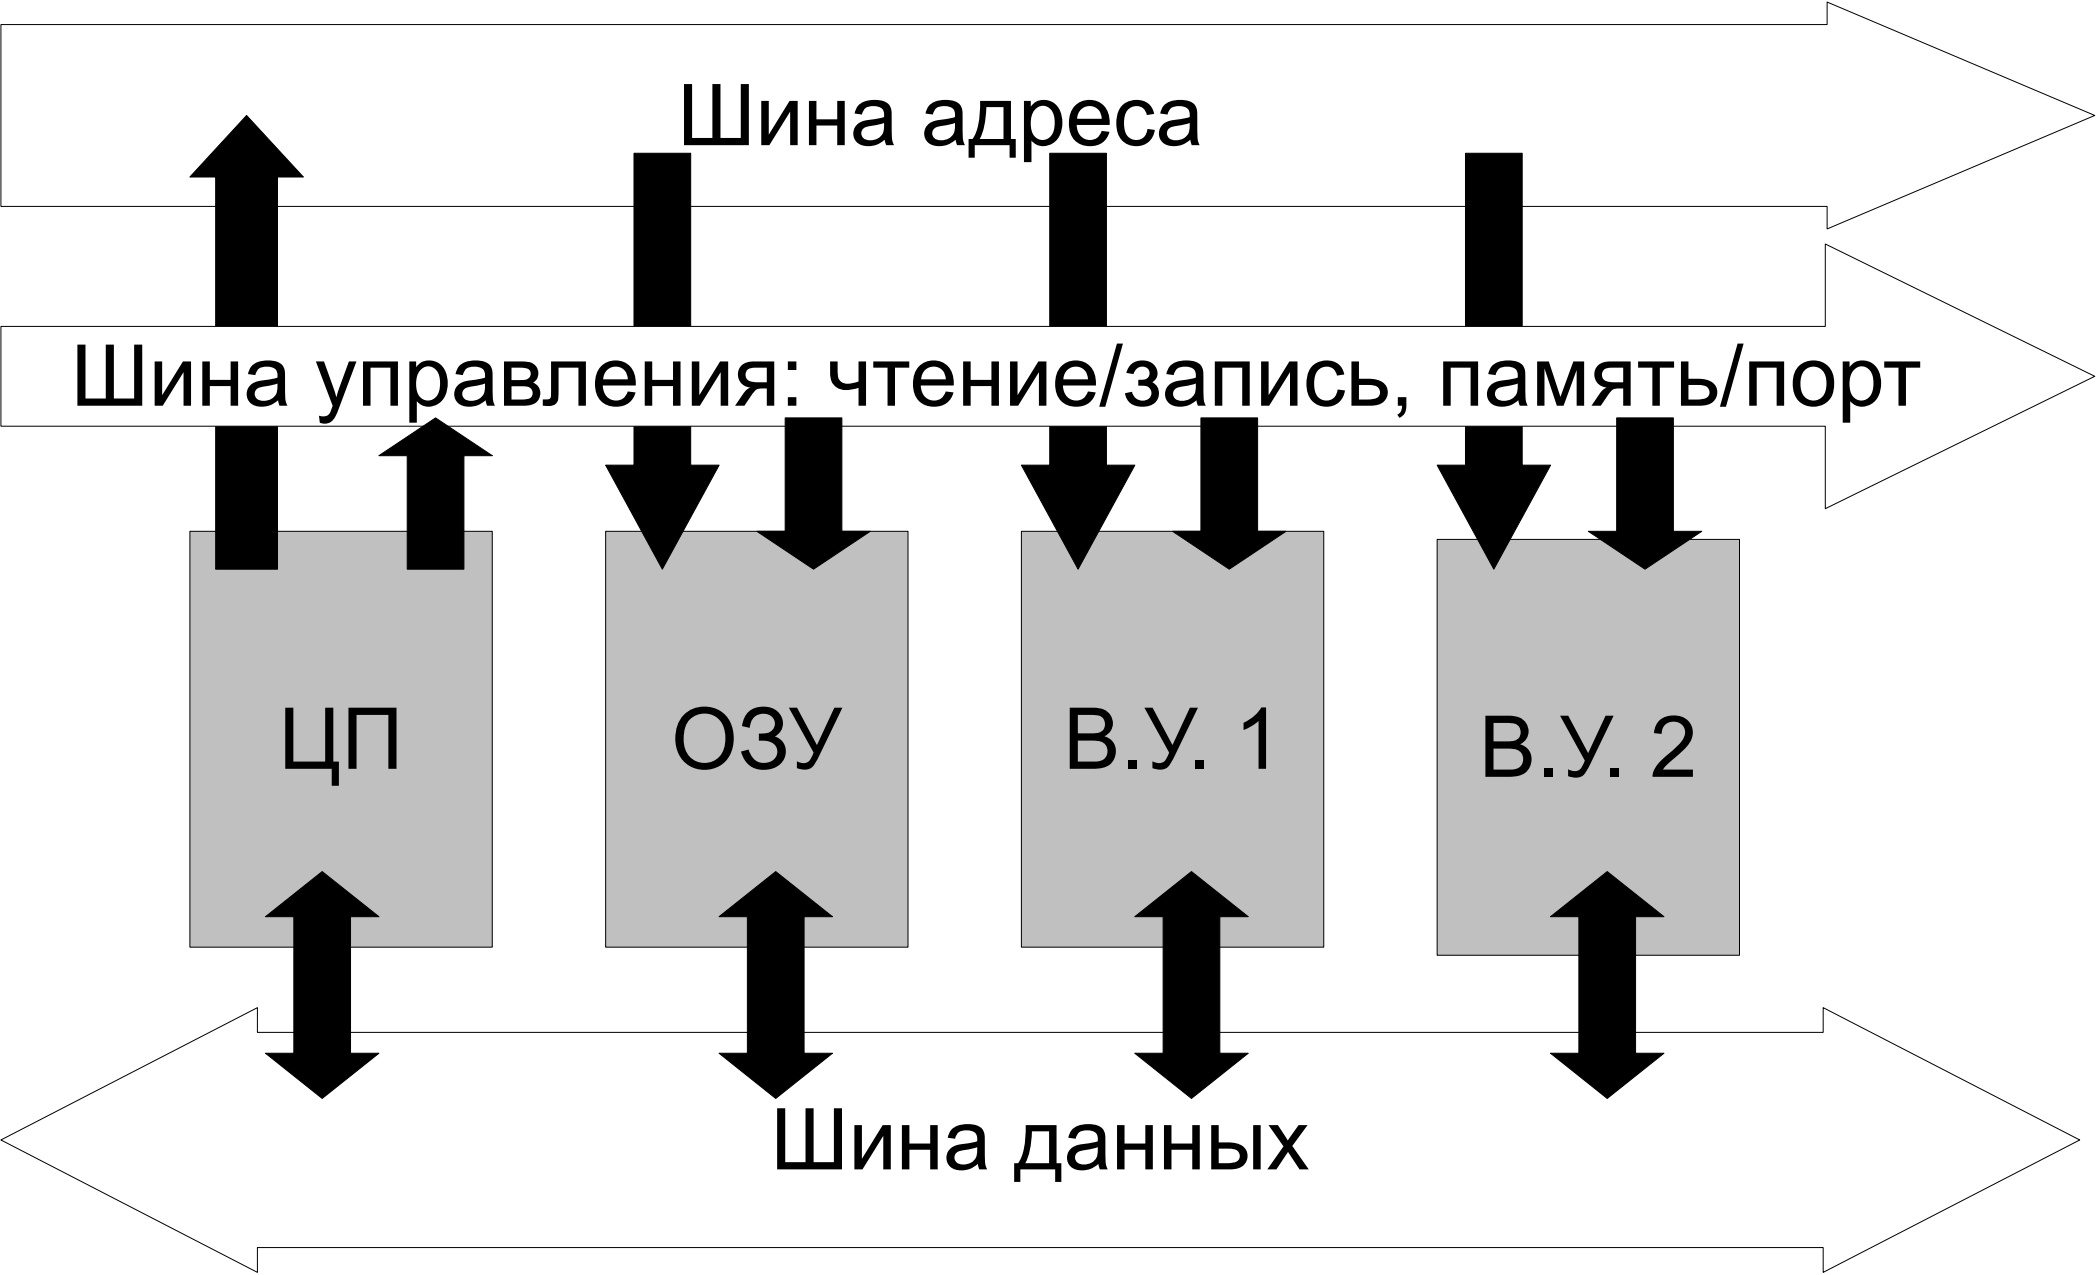 Шина адреса
Шина управления: чтение/запись, память/порт
ЦП
ОЗУ
В.У. 1
В.У. 2
Шина данных